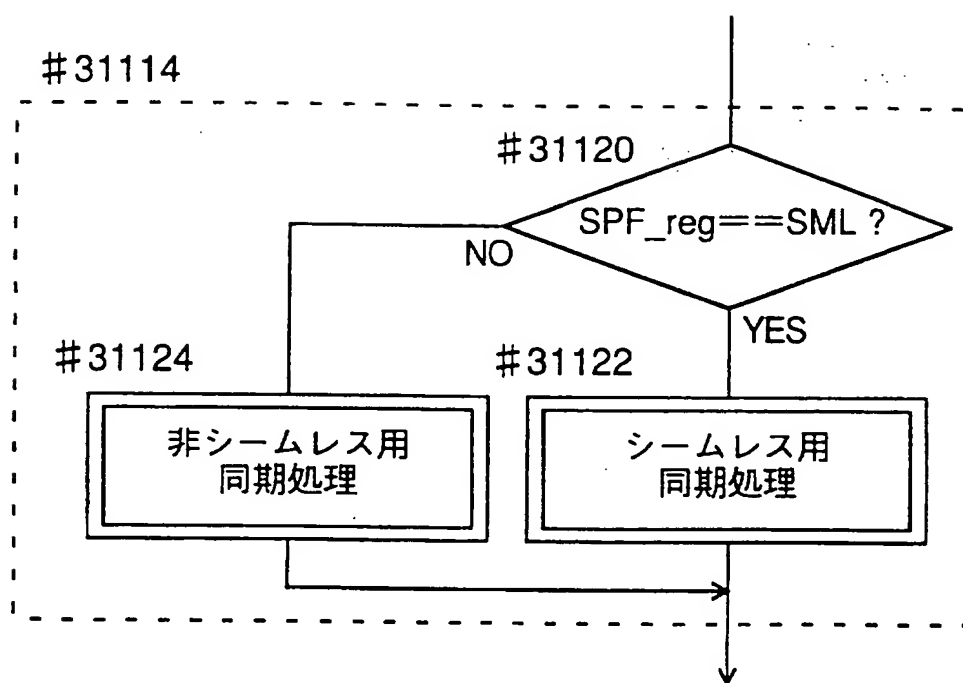 #31114
#31120
SPF_reg==SML ?
NO
YES
#31124
#31122
非シームレス用
同期処理
シームレス用
同期処理